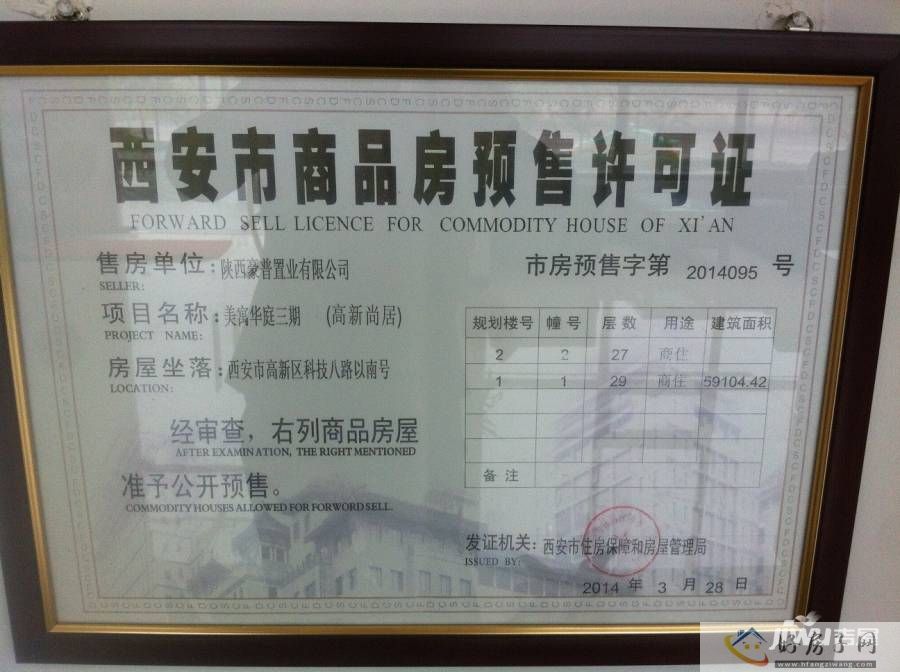 西安市商品房预售许可证
FORWARD SELL LICENCE FOR COMMODITY HOUSE OF XI'AN
售房单位：陕西豪普置业有限公司
SELLER:
市房预售字第 2014095 号
项目名称：美寓华庭三期 (高新尚居)
PROJECT NAME:
房屋坐落：西安市高新区科技八路以南号
LOCATION:
规划楼号 幢号 层数 用途 建筑面积
2 2 27 商住
1 1 29 商住 59104.42
备注
经审查，右列商品房屋
AFTER EXAMINATION, THE RIGHT MENTIONED
准予公开预售。
COMMODITY HOUSES ALLOWED FOR FORWORD SELL.
发证机关：西安市住房保障和房屋管理局
ISSUED BY:
2014 年 3 月 28 日
好房子网
www.hfangziwang.com